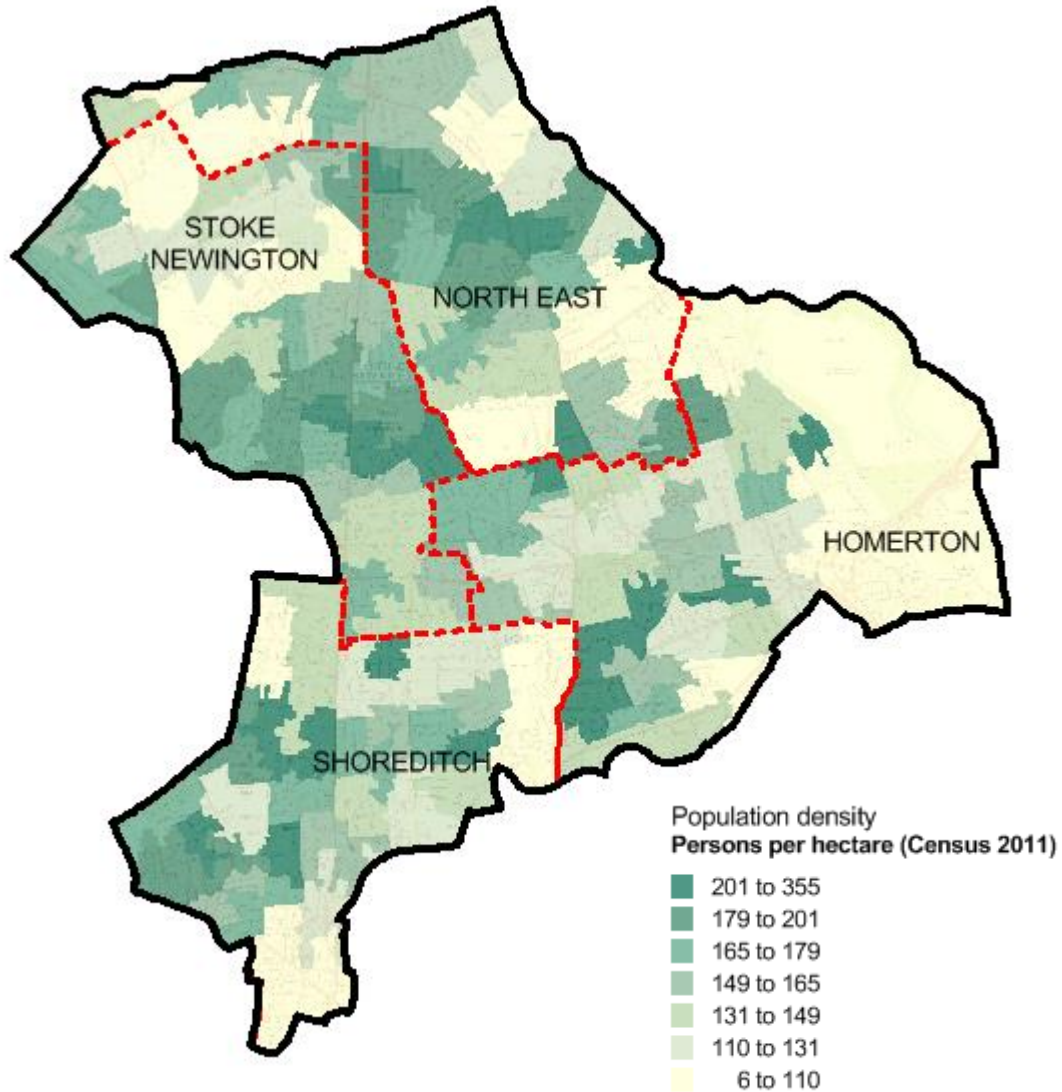 STOKE
NEWINGTON
NORTH EAST
HOMERTON
SHOREDITCH
Population density
Persons per hectare (Census 2011)
201 to 355
179 to 201
165 to 179
149 to 165
131 to 149
110 to 131
6 to 110